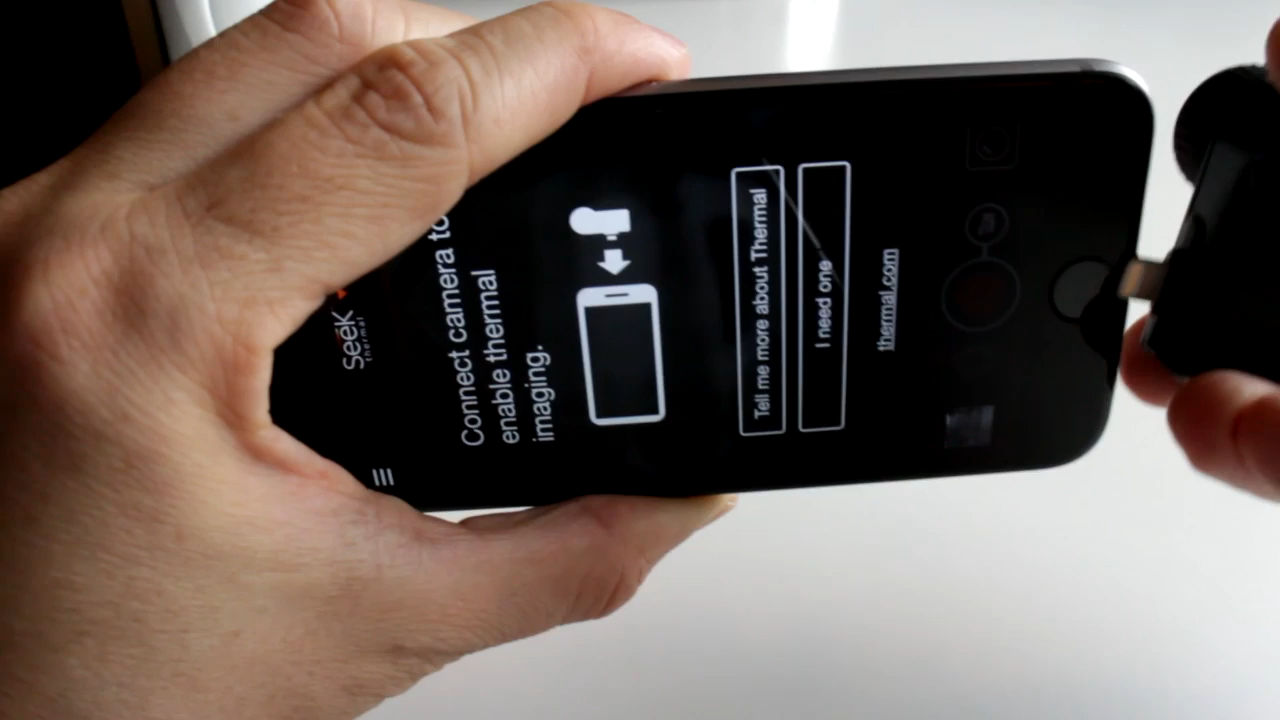 seek
thermal
Connect camera to
enable thermal
imaging.
Tell me more about Thermal
I need one
thermal.com